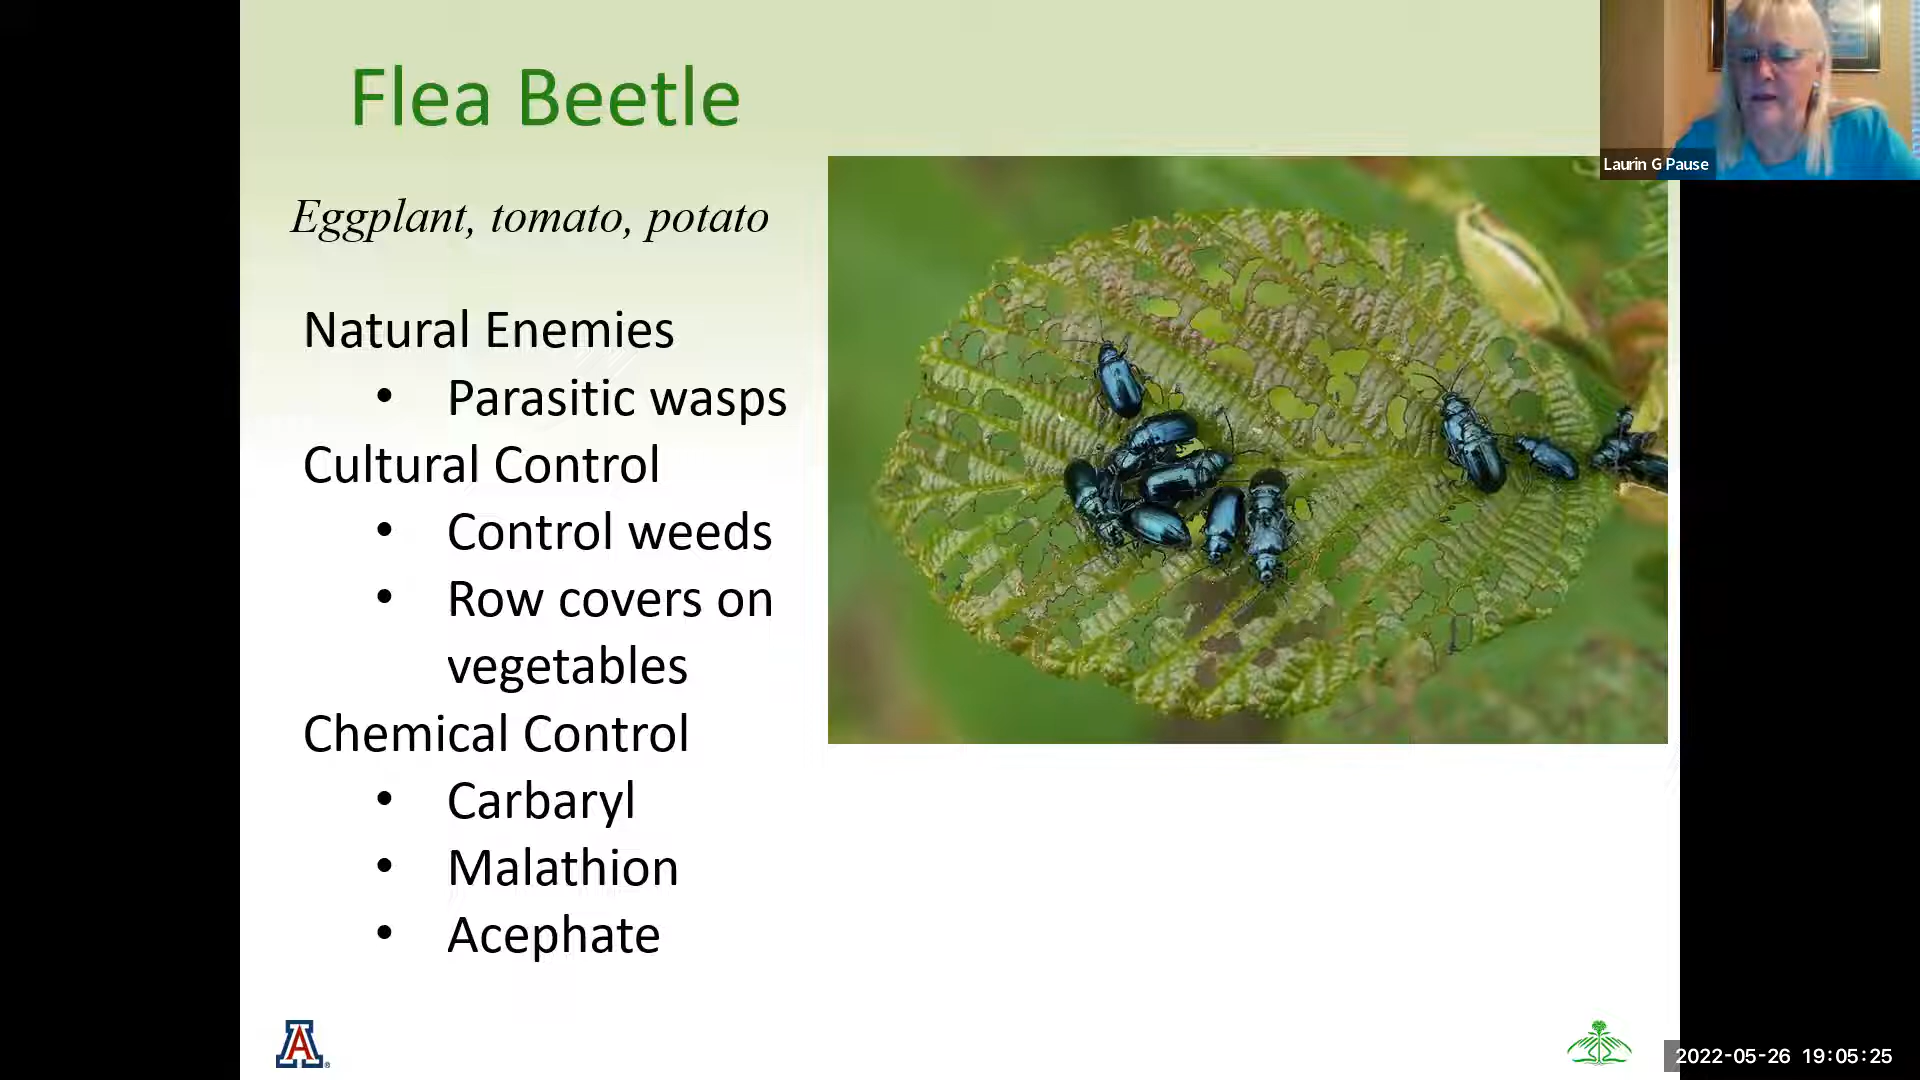 Flea Beetle
Laurin G Pause
Eggplant, tomato, potato
Natural Enemies
• Parasitic wasps
Cultural Control
• Control weeds
• Row covers on
vegetables
Chemical Control
• Carbaryl
• Malathion
• Acephate
A
2022-05-26 19:05:25